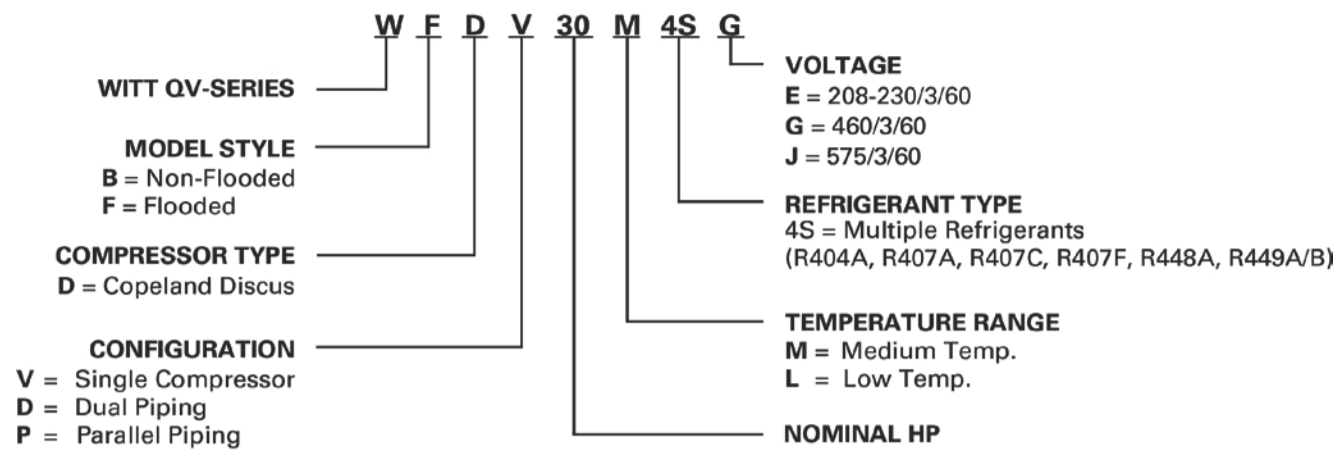 W F D V 30 M 4S G
WITT QV-SERIES
MODEL STYLE
B = Non-Flooded
F = Flooded
COMPRESSOR TYPE
D = Copeland Discus
CONFIGURATION
V = Single Compressor
D = Dual Piping
P = Parallel Piping
VOLTAGE
E = 208-230/3/60
G = 460/3/60
J = 575/3/60
REFRIGERANT TYPE
4S = Multiple Refrigerants
(R404A, R407A, R407C, R407F, R448A, R449A/B)
TEMPERATURE RANGE
M = Medium Temp.
L = Low Temp.
NOMINAL HP